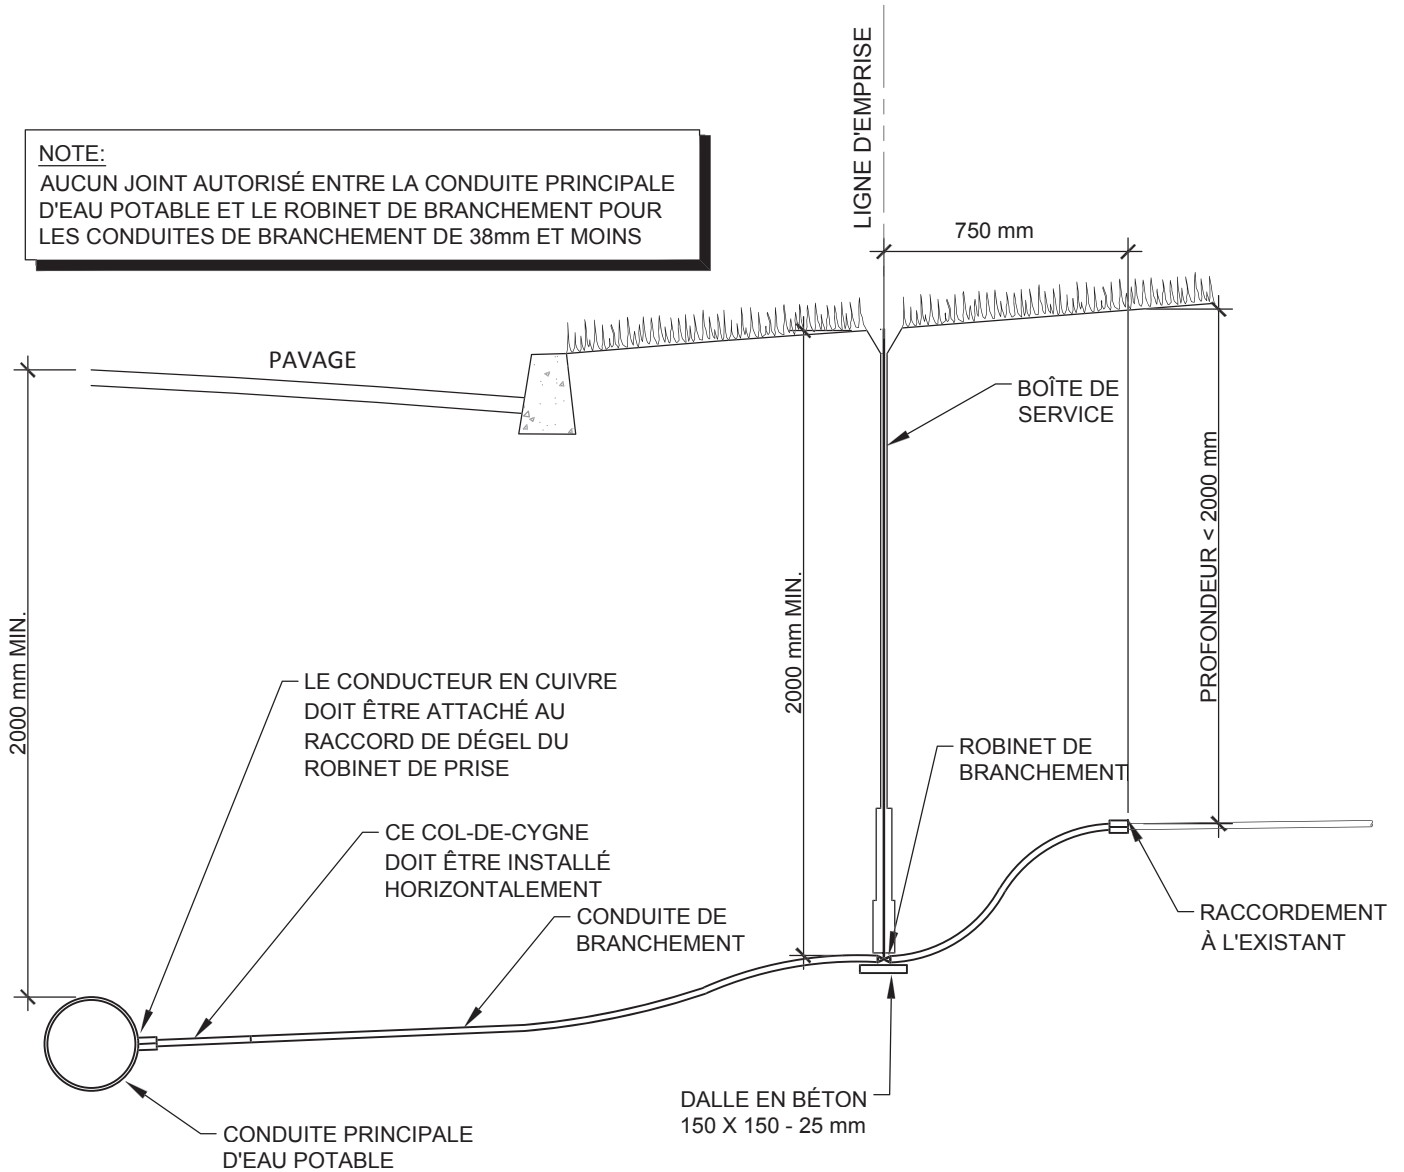 LIGNE D'EMPRISE
NOTE:
AUCUN JOINT AUTORISÉ ENTRE LA CONDUITE PRINCIPALE
D'EAU POTABLE ET LE ROBINET DE BRANCHEMENT POUR
LES CONDUITES DE BRANCHEMENT DE 38mm ET MOINS
750 mm
PAVAGE
BOÎTE DE
SERVICE
PROFONDEUR < 2000 mm
2000 mm MIN.
2000 mm MIN.
LE CONDUCTEUR EN CUIVRE
DOIT ÊTRE ATTACHÉ AU
RACCORD DE DÉGEL DU
ROBINET DE PRISE
ROBINET DE
BRANCHEMENT
CE COL-DE-CYGNE
DOIT ÊTRE INSTALLÉ
HORIZONTALEMENT
CONDUITE DE
BRANCHEMENT
RACCORDEMENT
À L'EXISTANT
DALLE EN BÉTON
150 X 150 - 25 mm
CONDUITE PRINCIPALE
D'EAU POTABLE